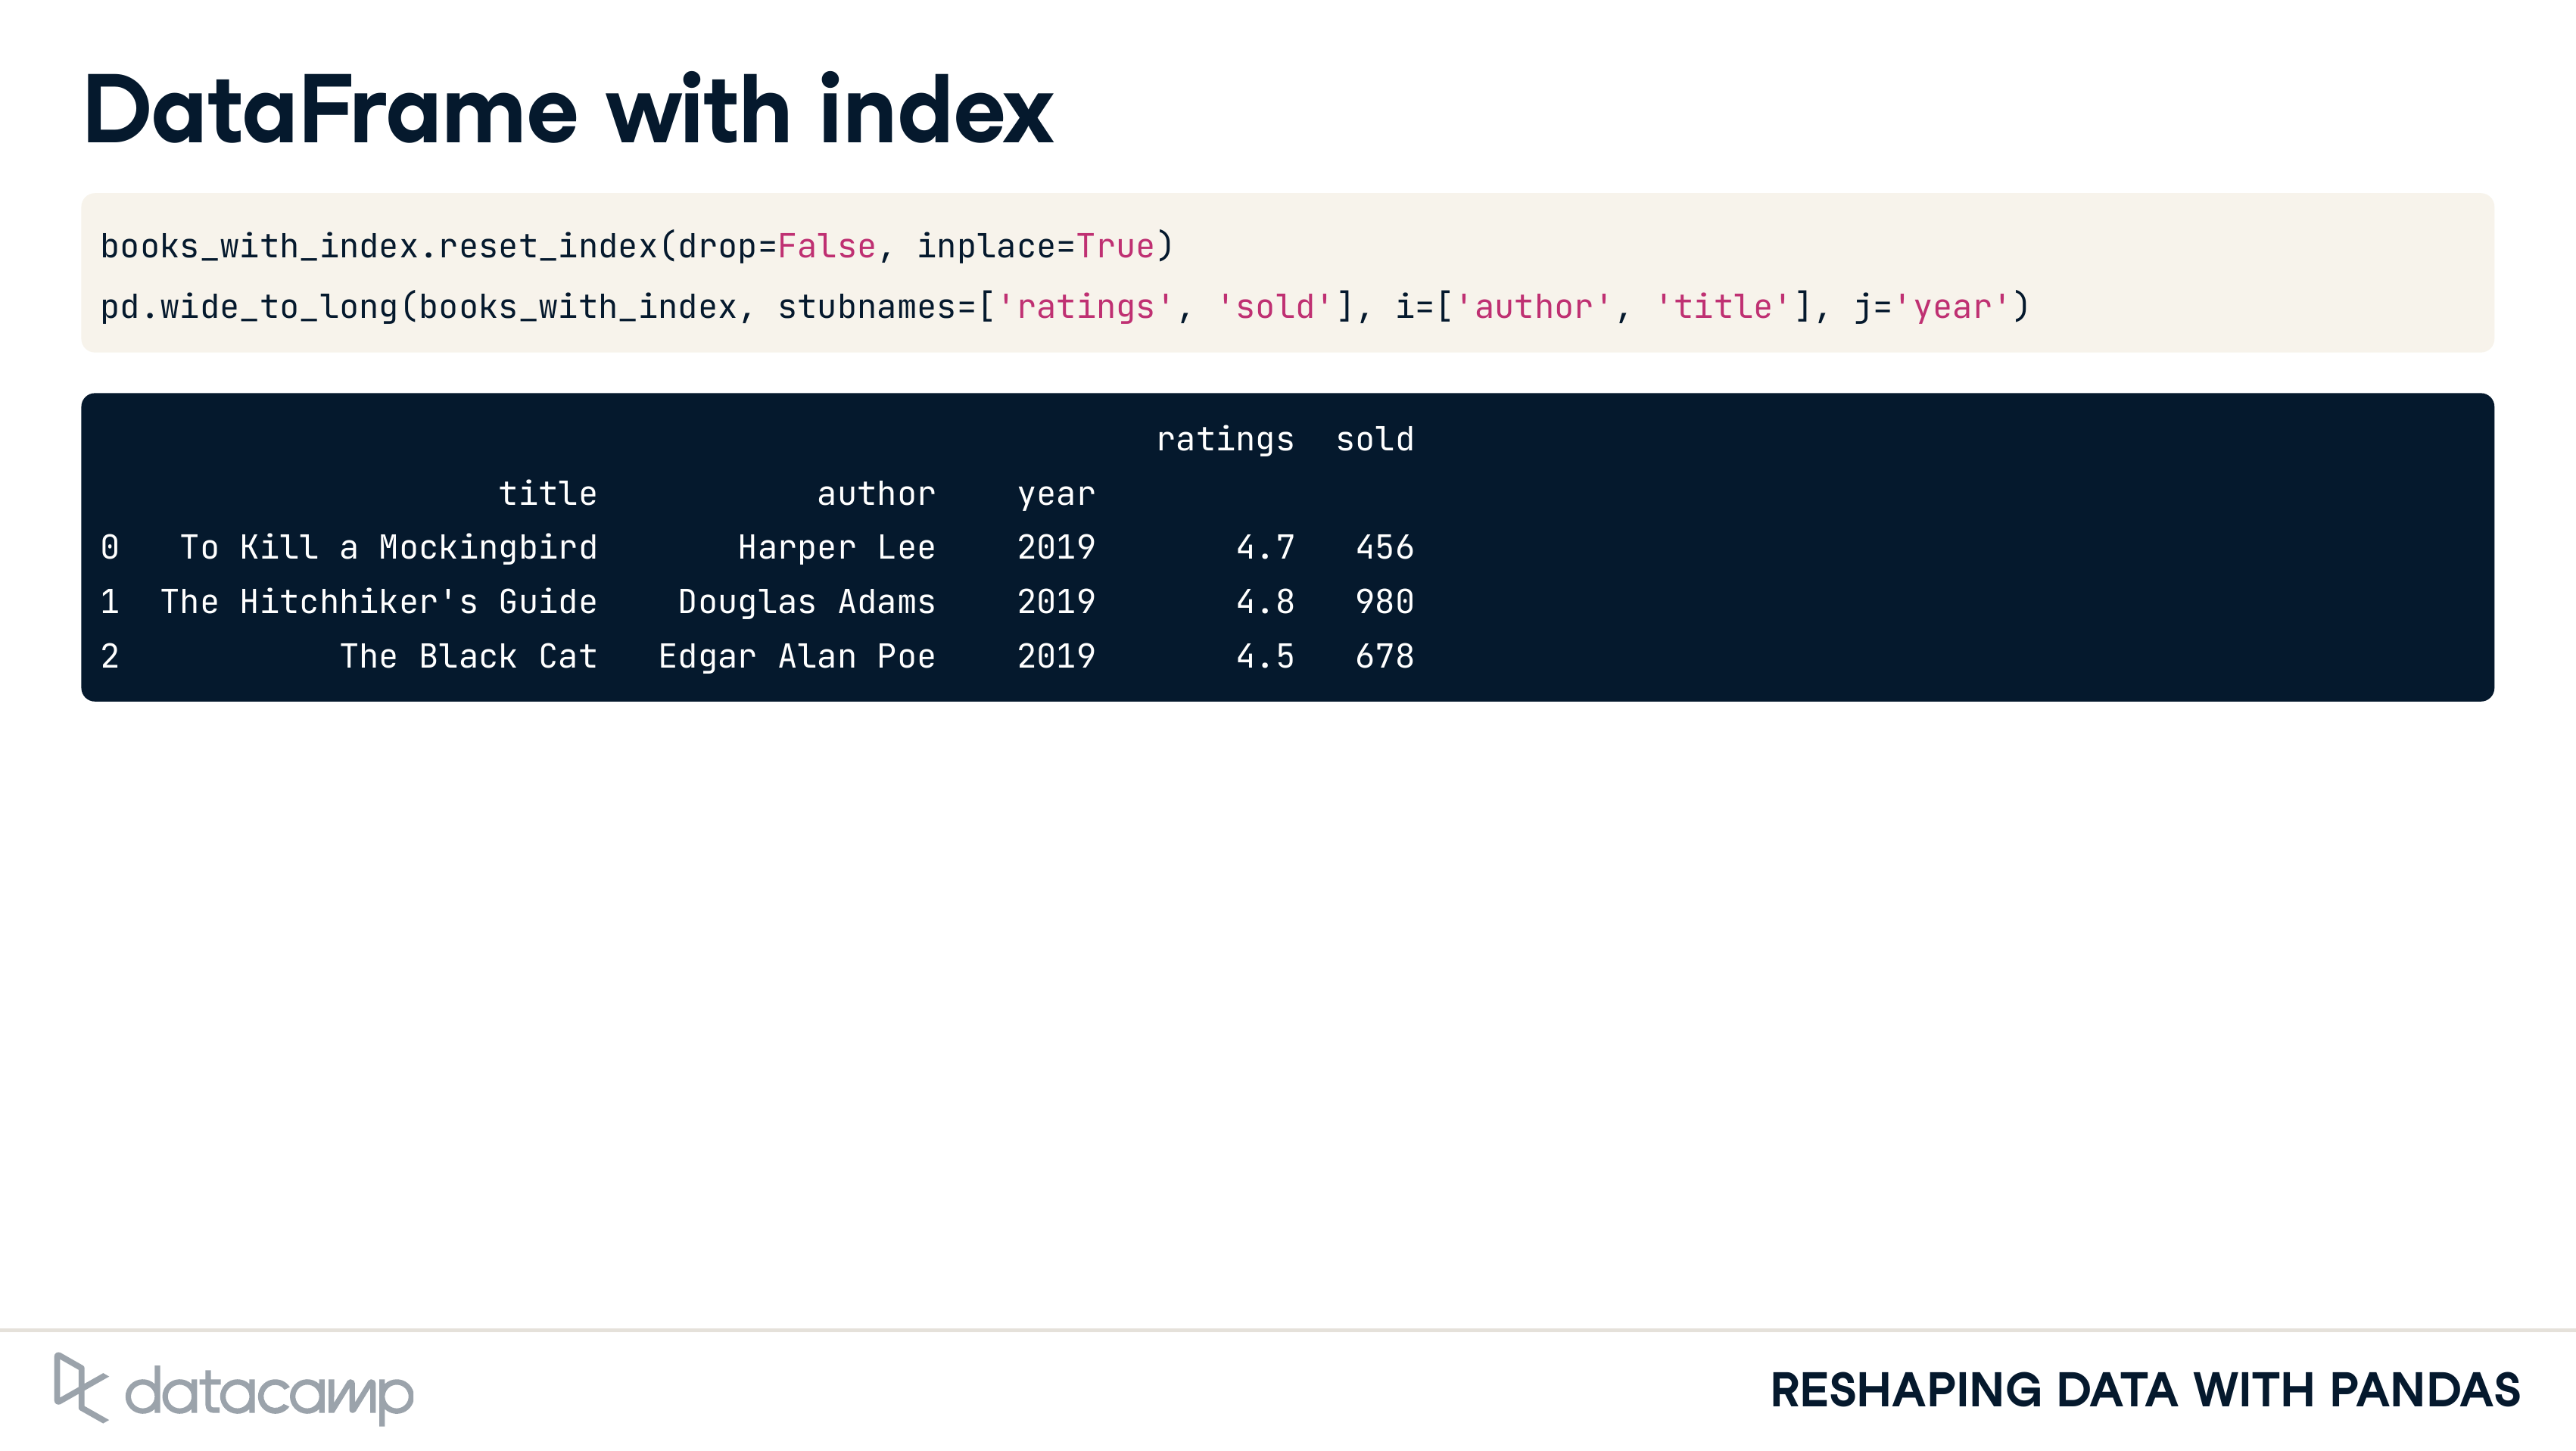 DataFrame with index
books_with_index.reset_index(drop=False, inplace=True)
pd.wide_to_long(books_with_index, stubnames=['ratings', 'sold'], i=['author', 'title'], j='year')
ratings sold
title author year
0 To Kill a Mockingbird Harper Lee 2019 4.7 456
1 The Hitchhiker's Guide Douglas Adams 2019 4.8 980
2 The Black Cat Edgar Alan Poe 2019 4.5 678
datacamp
RESHAPING DATA WITH PANDAS